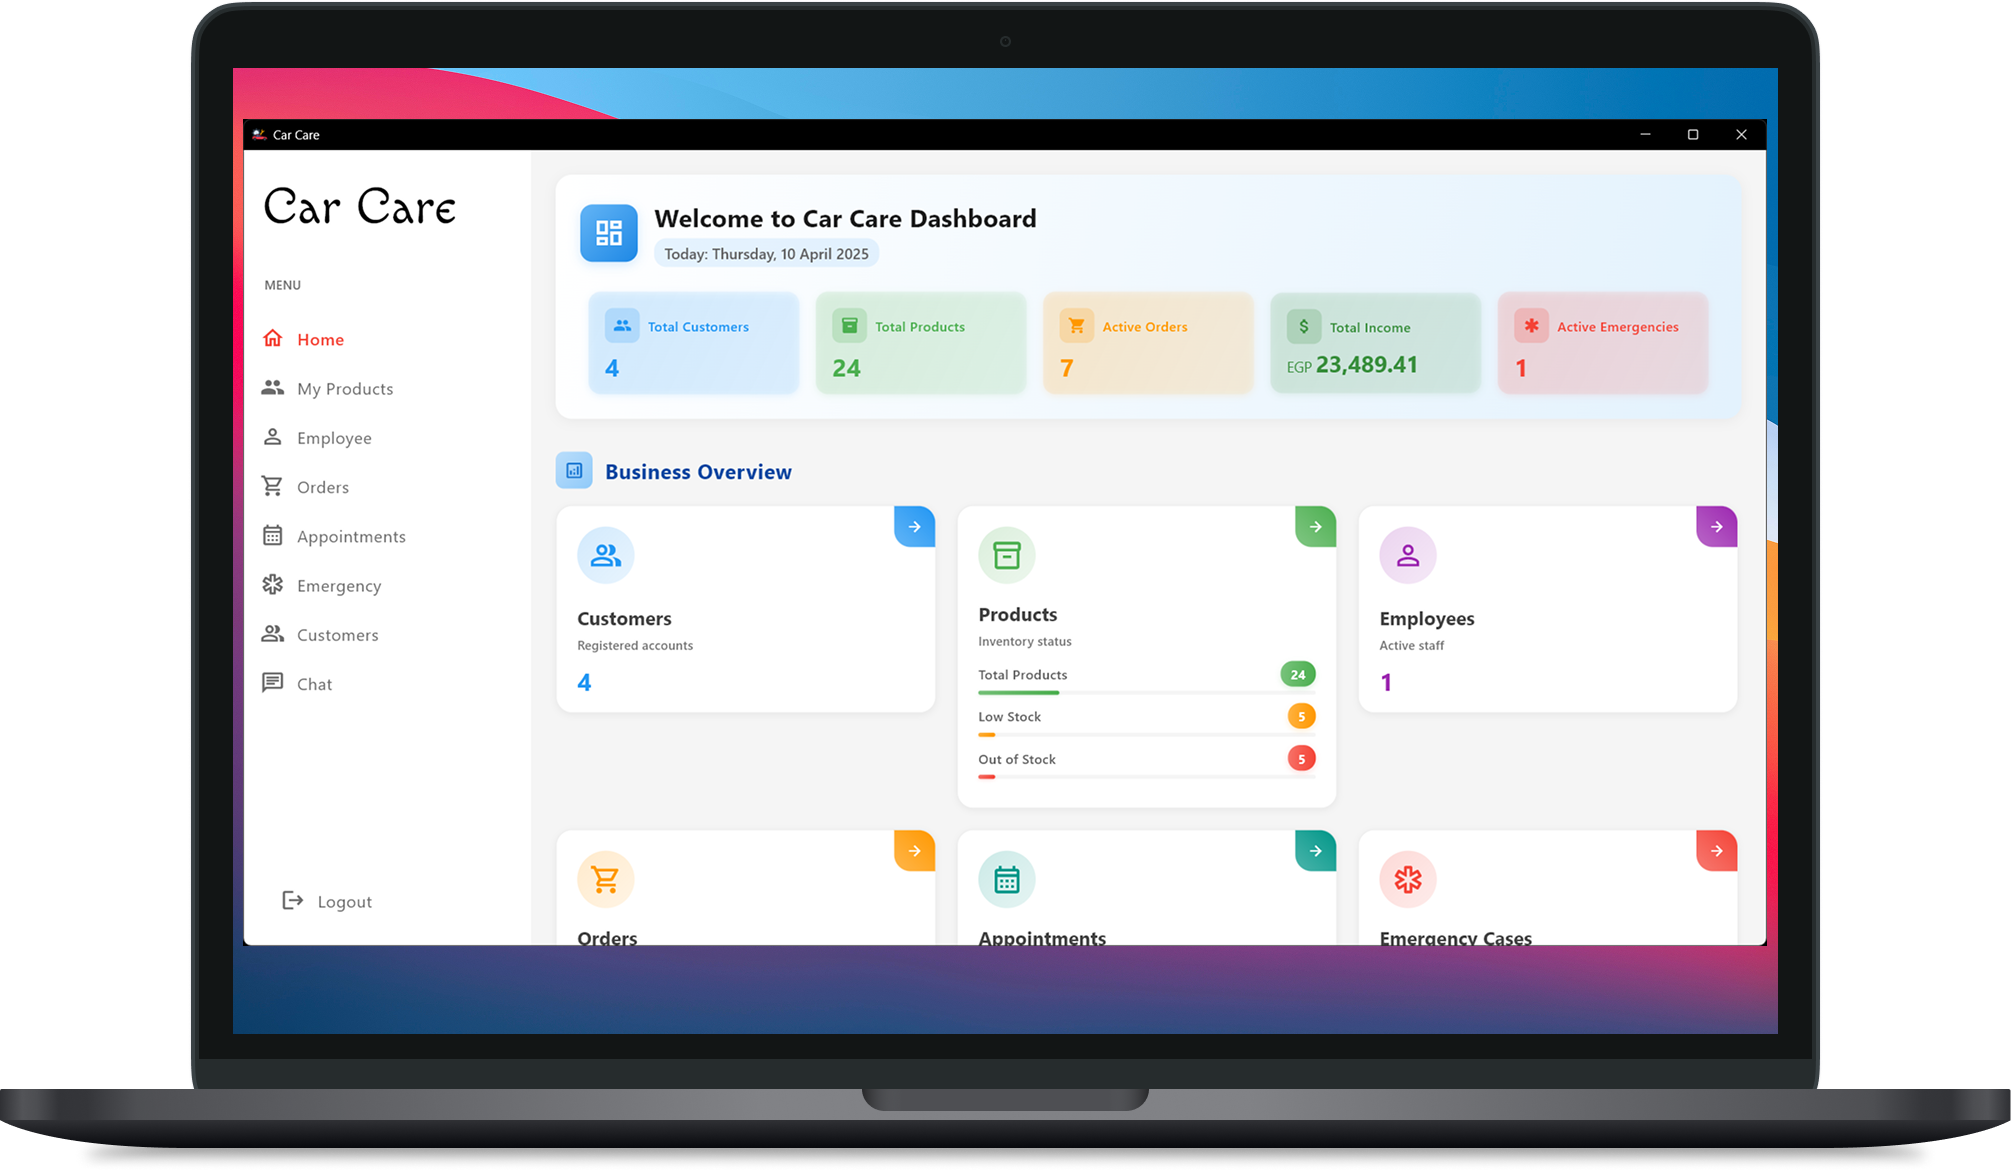 Car Care
Car Care
MENU
Home
My Products
Employee
Orders
Appointments
Emergency
Customers
Chat
Logout
Welcome to Car Care Dashboard
Today: Thursday, 10 April 2025
Total Customers
4
Total Products
24
Active Orders
7
Total Income
EGP 23,489.41
Active Emergencies
1
Business Overview
Customers
Registered accounts
4
Products
Inventory status
Total Products 24
Low Stock 5
Out of Stock 5
Employees
Active staff
1
Orders
Appointments
Emergency Cases